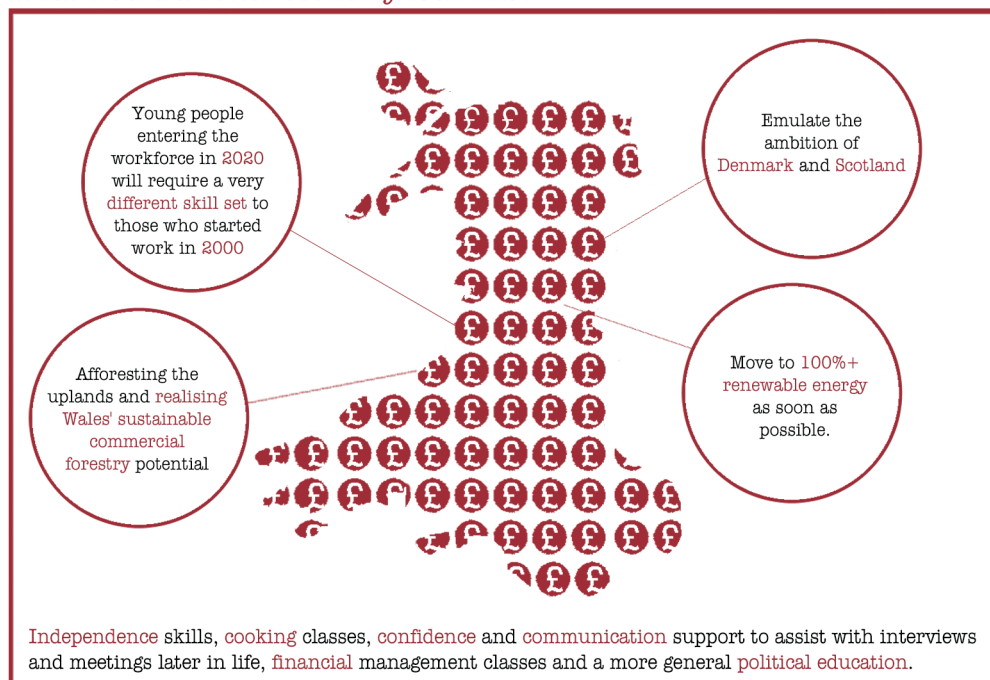 Young people
entering the
workforce in 2020
will require a very
different skill set to
those who started
work in 2000
Emulate the
ambition of
Denmark and Scotland
Afforesting the
uplands and realising
Wales' sustainable
commercial
forestry potential
Move to 100%+
renewable energy
as soon as
possible.
Independence skills, cooking classes, confidence and communication support to assist with interviews
and meetings later in life, financial management classes and a more general political education.